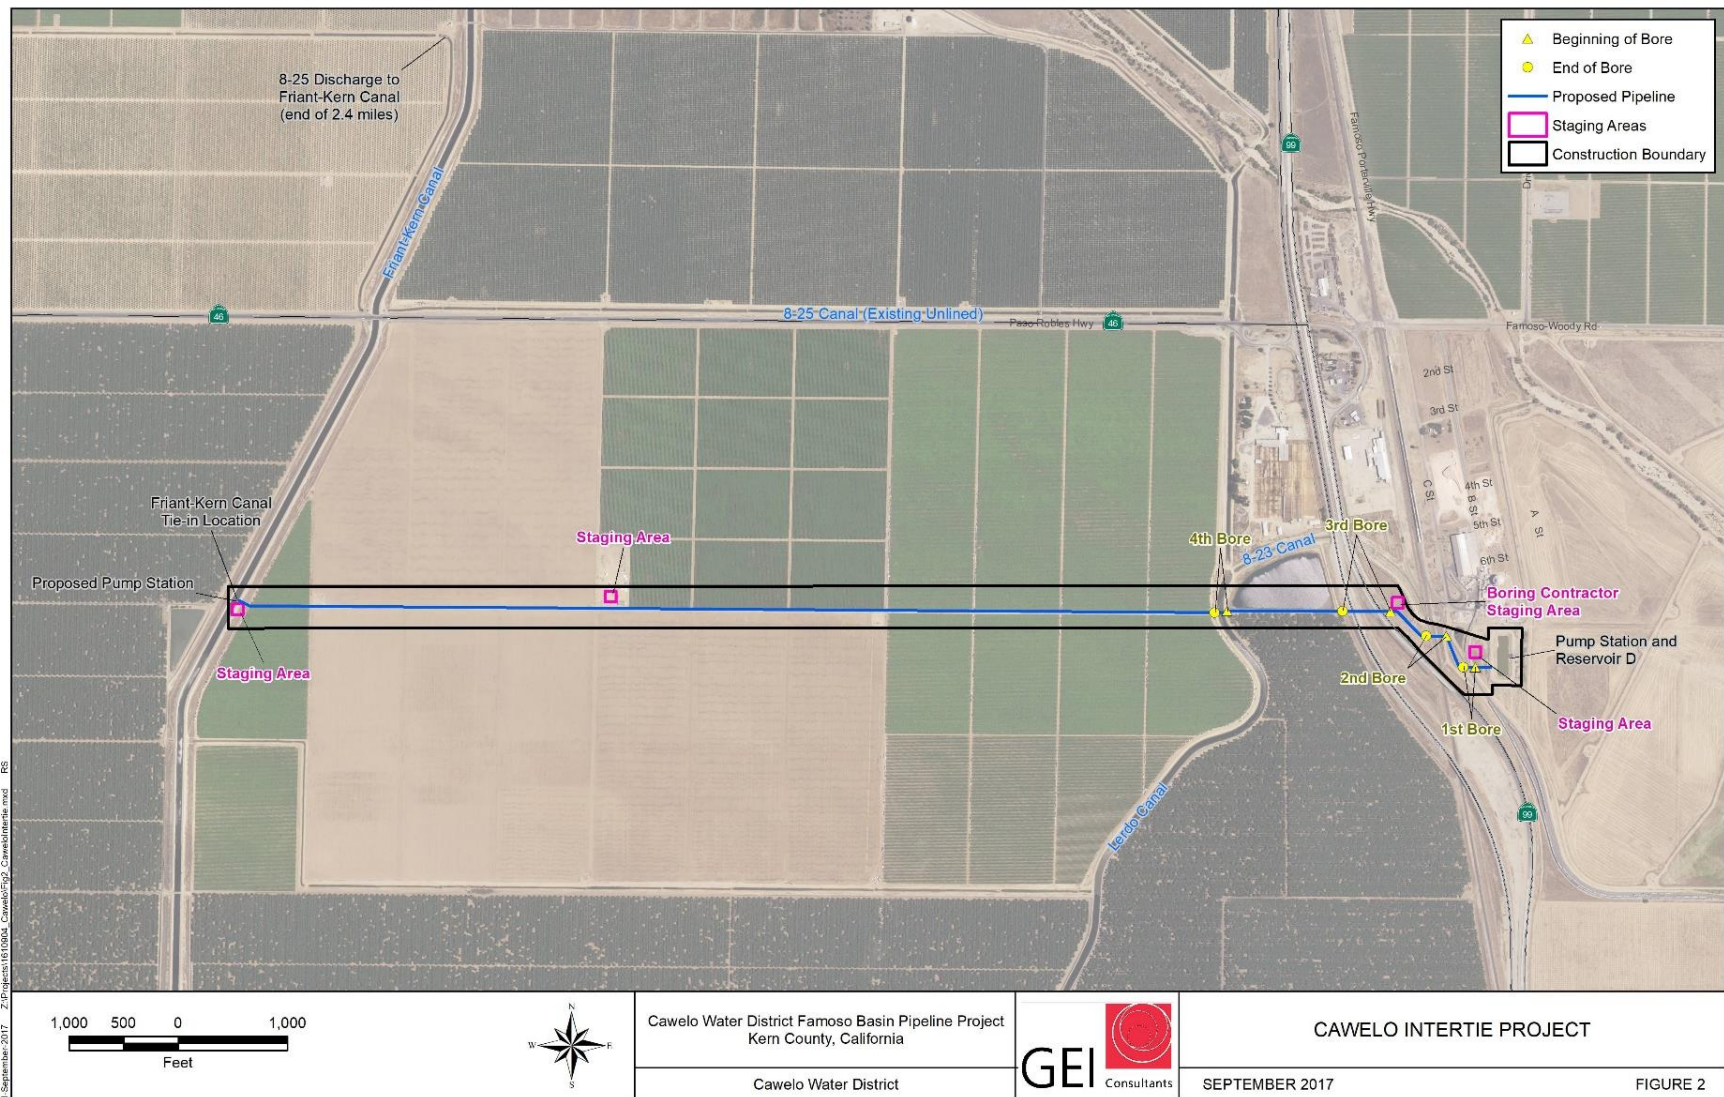 8-25 Discharge to
Friant-Kern Canal
(end of 2.4 miles)
Beginning of Bore
End of Bore
Proposed Pipeline
Staging Areas
Construction Boundary
99
Famoso Porterville Hwy
Friant-Kern Canal
46
8-25 Canal (Existing Unlined)
Paso Robles Hwy
46
Famoso-Woody Rd
2nd St
3rd St
4th St
C St
B St
5th St
A St
6th St
Friant-Kern Canal
Tie-in Location
Staging Area
3rd Bore
4th Bore
8-23 Canal
Proposed Pump Station
Boring Contractor
Staging Area
Pump Station and
Reservoir D
Staging Area
2nd Bore
1st Bore
Staging Area
Lerdo Canal
99
1,000 500 0 1,000
Feet
N
W E
S
Cawelo Water District Famoso Basin Pipeline Project
Kern County, California
Cawelo Water District
GEI Consultants
CAWELO INTERTIE PROJECT
SEPTEMBER 2017
FIGURE 2